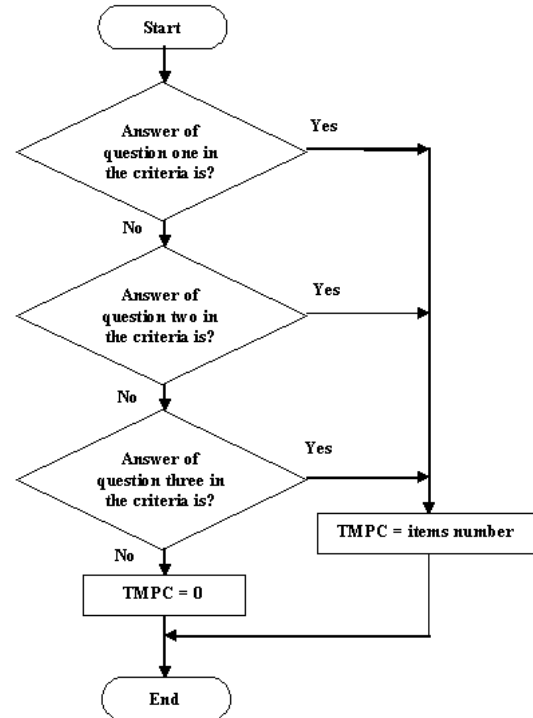 Start
Answer of
question one in
the criteria is?
Yes
No
Answer of
question two in
the criteria is?
Yes
No
Answer of
question three in
the criteria is?
Yes
No
TMPC = items number
TMPC = 0
End